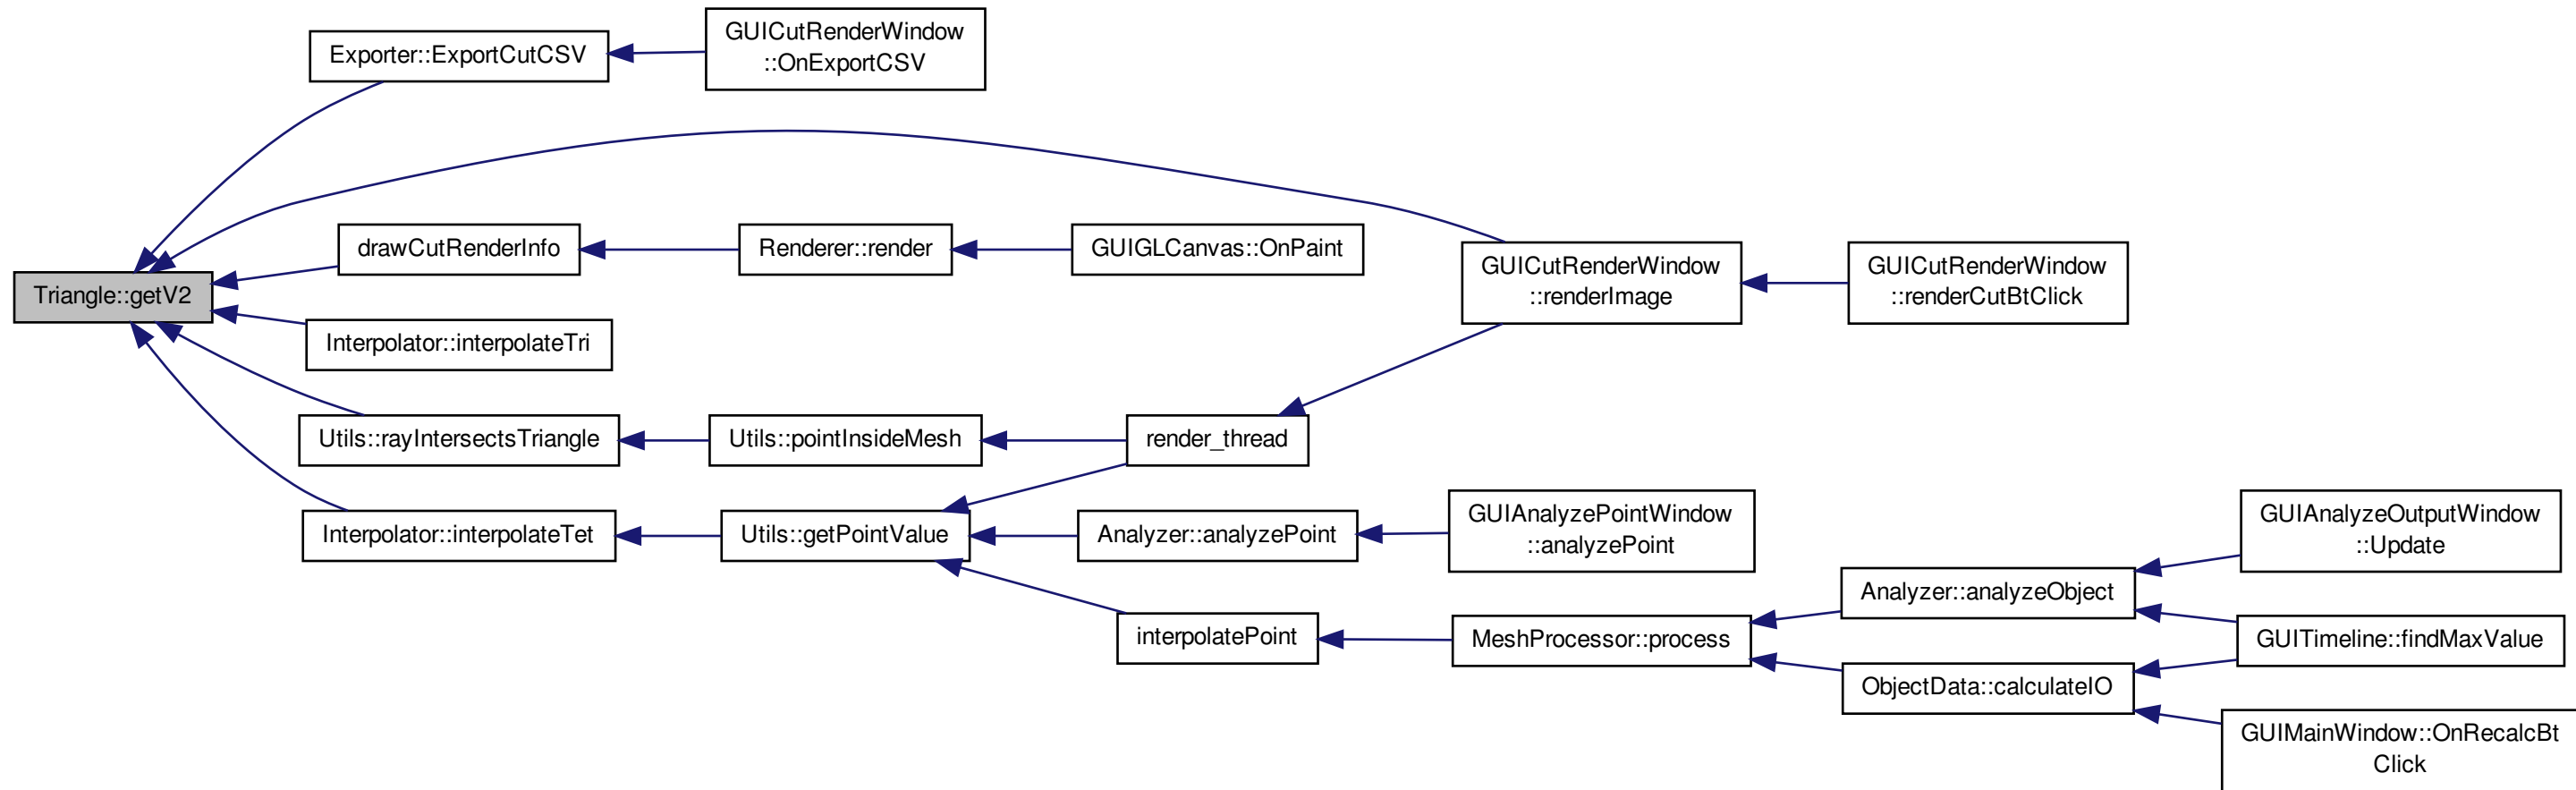 Exporter::ExportCutCSV
GUICutRenderWindow
::OnExportCSV
drawCutRenderInfo
Renderer::render
GUIGLCanvas::OnPaint
GUICutRenderWindow
::renderImage
GUICutRenderWindow
::renderCutBtClick
Triangle::getV2
Interpolator::interpolateTri
Utils::rayIntersectsTriangle
Utils::pointInsideMesh
render_thread
Interpolator::interpolateTet
Utils::getPointValue
Analyzer::analyzePoint
GUIAnalyzePointWindow
::analyzePoint
GUIAnalyzeOutputWindow
::Update
Analyzer::analyzeObject
interpolatePoint
MeshProcessor::process
GUITimeline::findMaxValue
ObjectData::calculateIO
GUIMainWindow::OnRecalcBt
Click